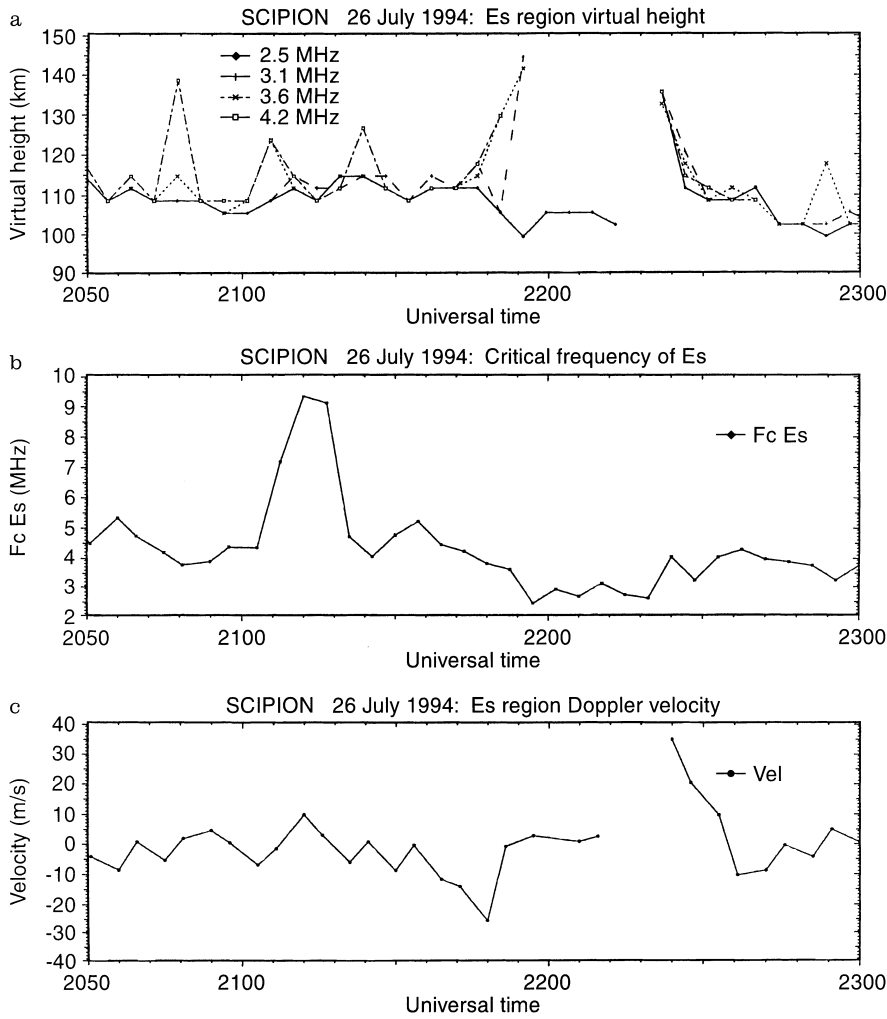 a
SCIPION 26 July 1994: Es region virtual height
150
140
130
120
110
100
90
Virtual height (km)
2.5 MHz
3.1 MHz
3.6 MHz
4.2 MHz
2050 2100 2200 2300
Universal time
b
SCIPION 26 July 1994: Critical frequency of Es
10
9
8
7
6
5
4
3
2
Fc Es (MHz)
Fc Es
2050 2100 2200 2300
Universal time
c
SCIPION 26 July 1994: Es region Doppler velocity
40
30
20
10
0
-10
-20
-30
-40
Velocity (m/s)
Vel
2050 2100 2200 2300
Universal time